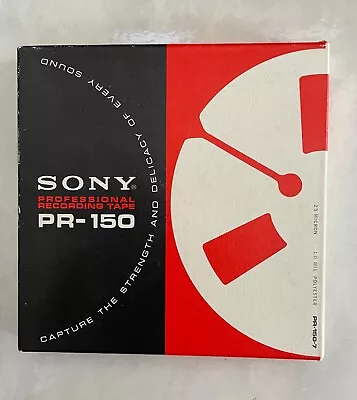 CAPTURE THE STRENGTH AND DELICACY OF EVERY SOUND
SONY®
PROFESSIONAL
RECORDING TAPE
PR-150
25 MICRON 1.0 MIL POLYESTER PR-150-7